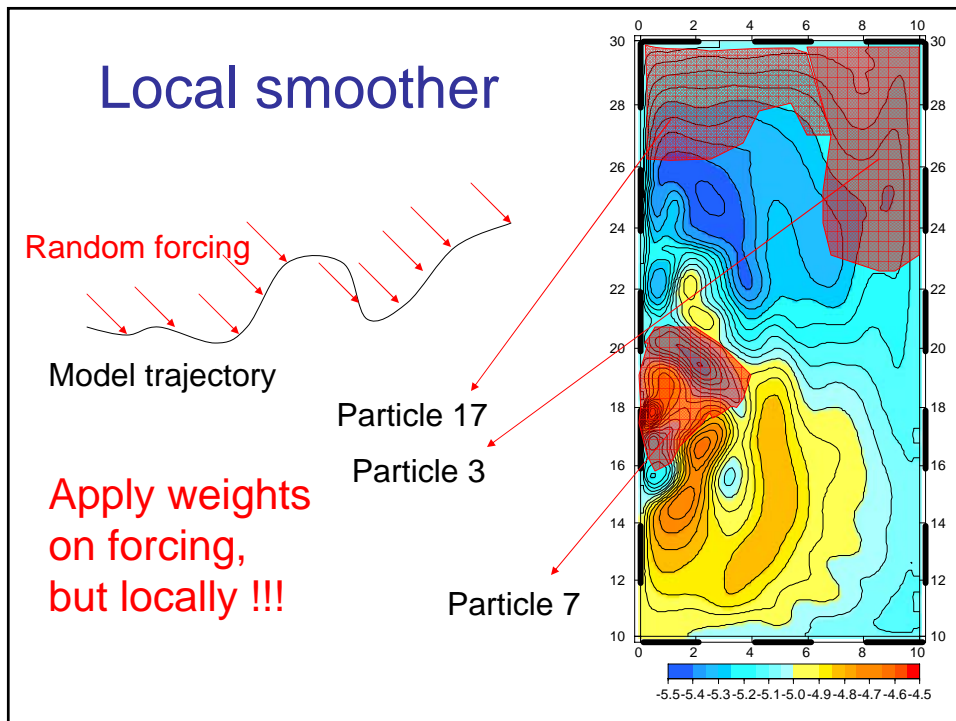 Local smoother
Random forcing
Model trajectory
Apply weights
on forcing,
but locally !!!
Particle 17
Particle 3
Particle 7
0 2 4 6 8 10
30 30
28 28
26 26
24 24
22 22
20 20
18 18
16 16
14 14
12 12
10 10
0 2 4 6 8 10
-5.5 -5.4 -5.3 -5.2 -5.1 -5.0 -4.9 -4.8 -4.7 -4.6 -4.5